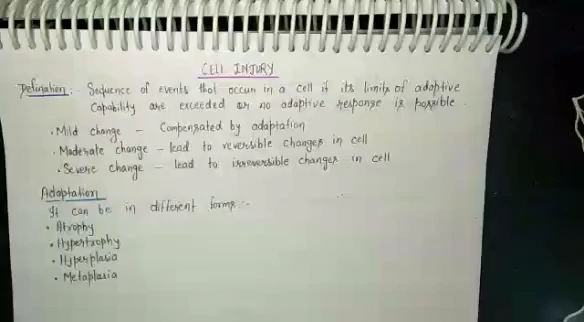 CELL INJURY
Defination:- Sequence of events that occur in a cell if its limits of adaptive
capability are exceeded or no adaptive response is possible.
• Mild change - Compensated by adaptation
• Moderate change - lead to reversible changes in cell
• Severe change - lead to irreversible changes in cell
Adaptation
It can be in different forms:-
• Atrophy
• Hypertrophy
• Hyperplasia
• Metaplasia